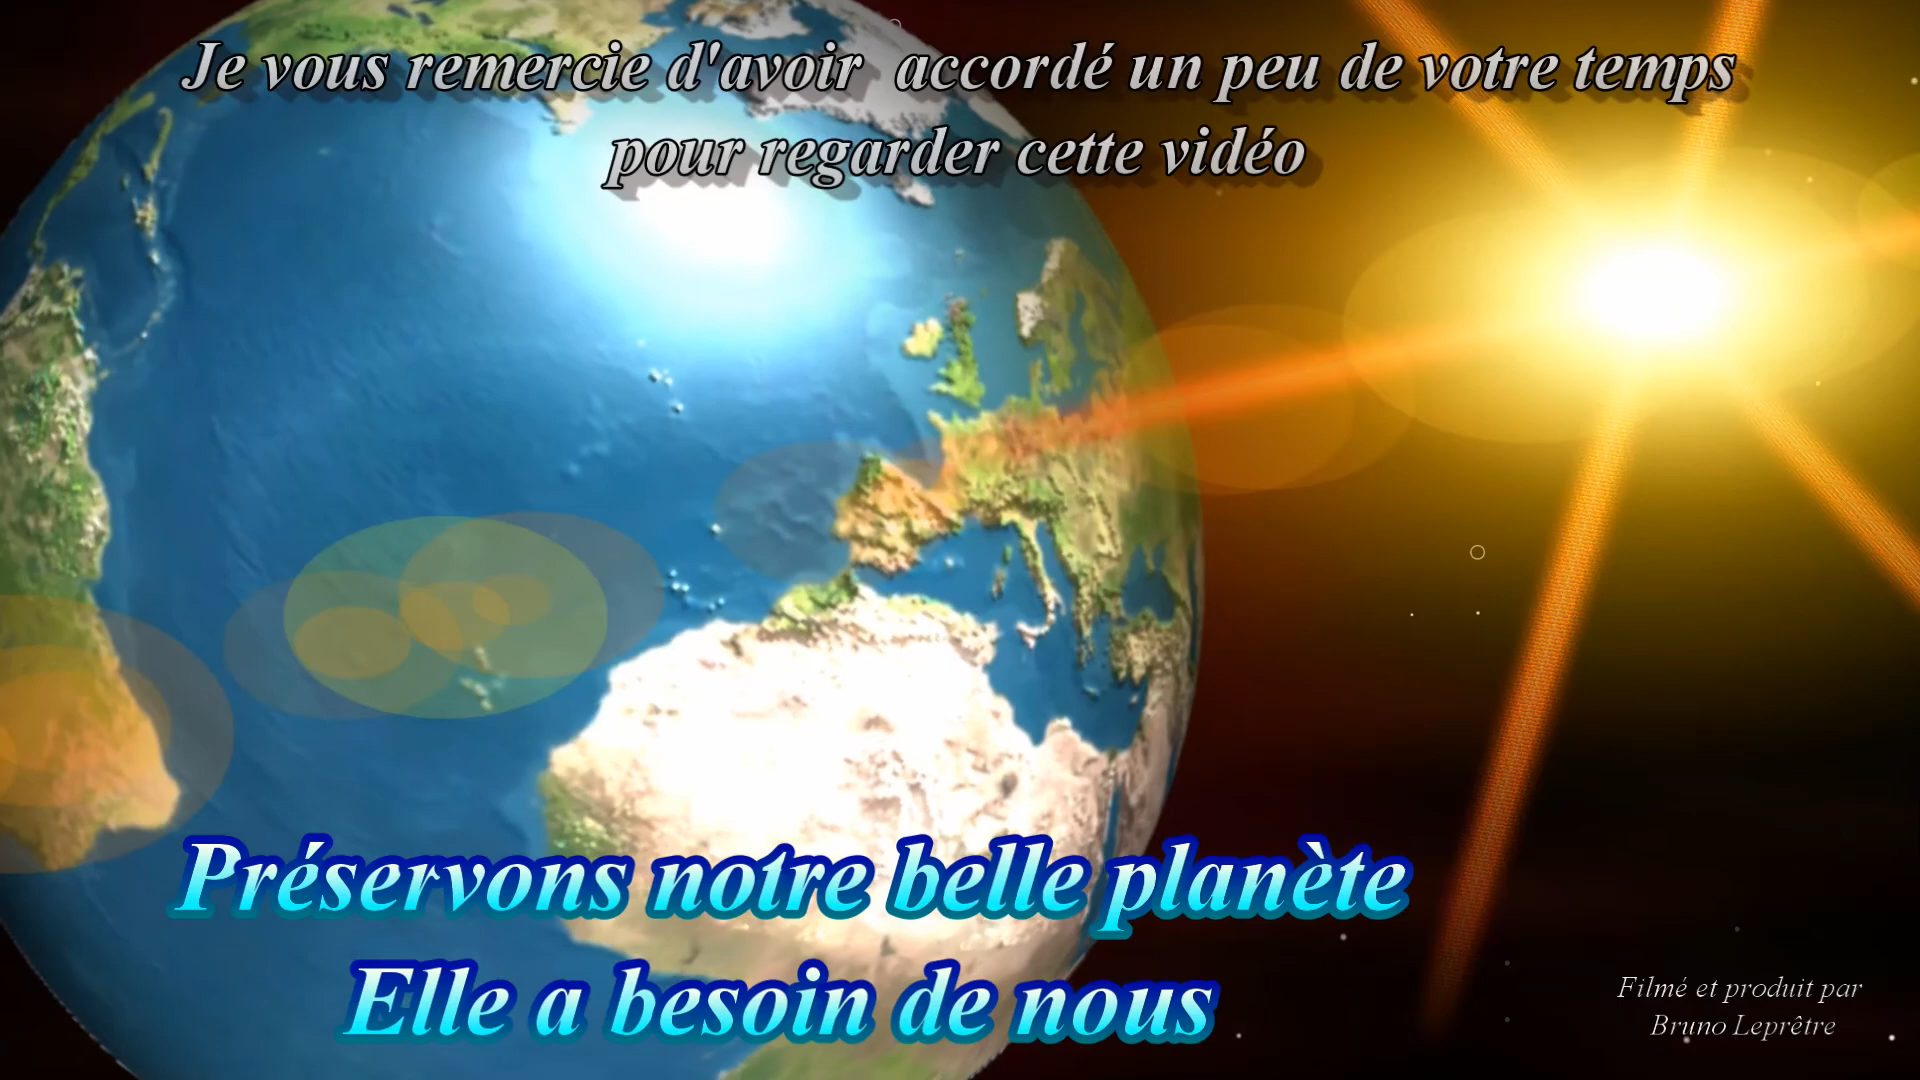 Je vous remercie d'avoir  accordé un peu de votre temps
pour regarder cette vidéo
Préservons notre belle planète
Elle a besoin de nous
Filmé et produit par
Bruno Leprêtre